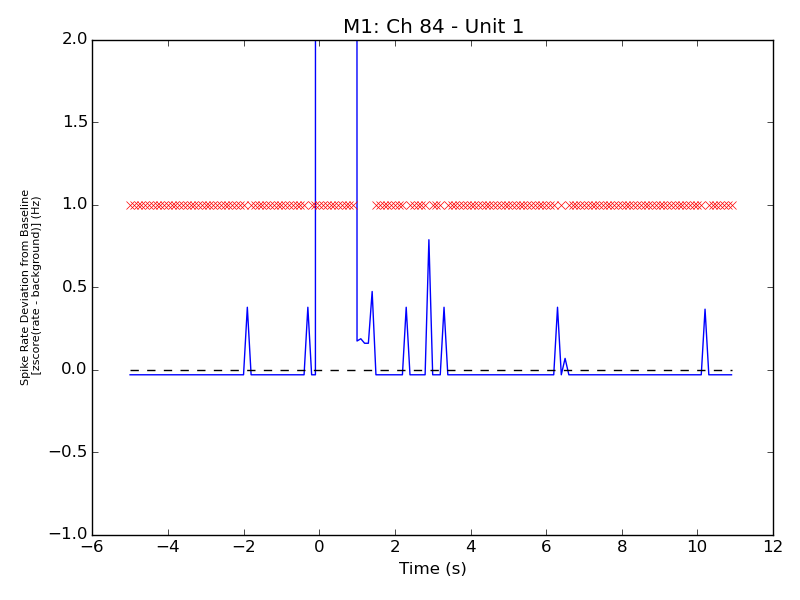 M1: Ch 84 - Unit 1
2.0
1.5
1.0
0.5
0.0
−0.5
−1.0
Spike Rate Deviation from Baseline
[zscore(rate - background)] (Hz)
−6 −4 −2 0 2 4 6 8 10 12
Time (s)